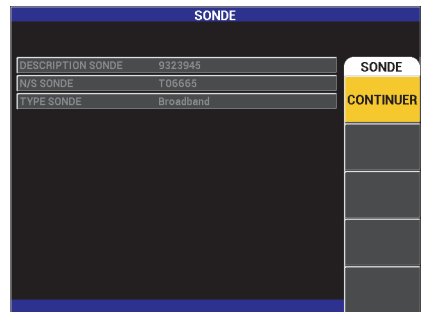 SONDE
DESCRIPTION SONDE 9323945
N/S SONDE T06665
TYPE SONDE Broadband
SONDE
CONTINUER